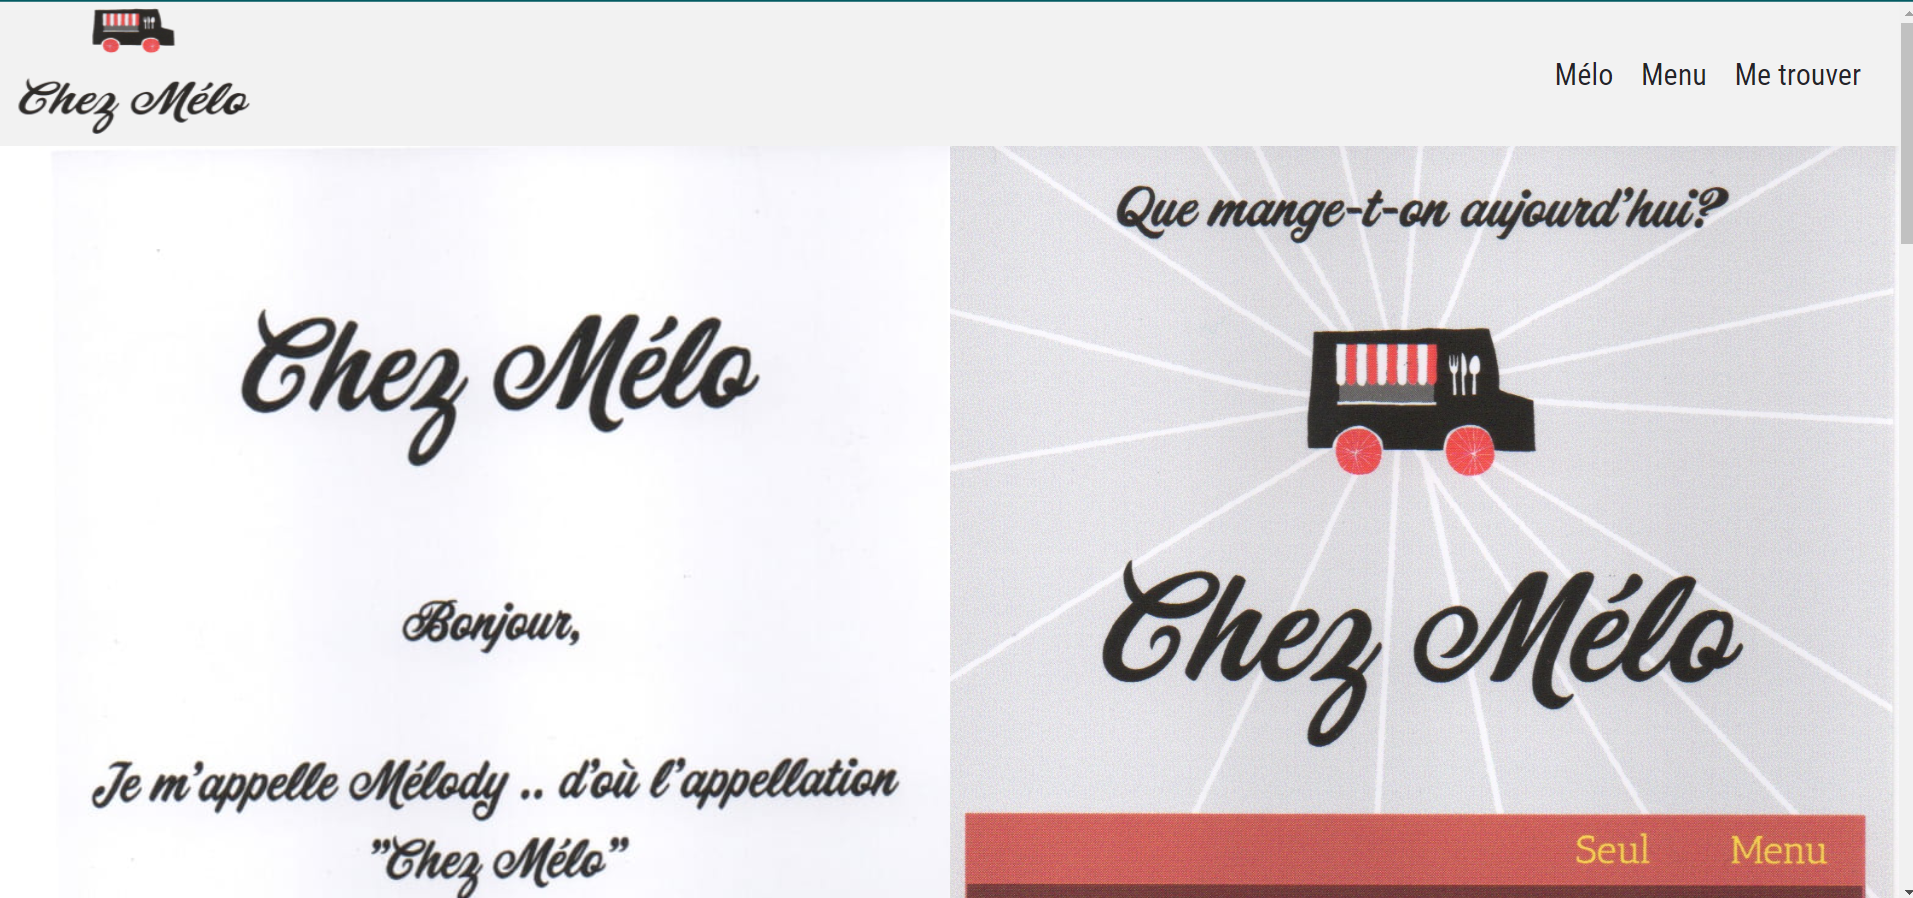 Chez Mélo
Mélo Menu Me trouver
Chez Mélo
Bonjour,
Je m'appelle Mélody .. d'où l'appellation
"Chez Mélo"
Que mange-t-on aujourd'hui?
Chez Mélo
Seul Menu